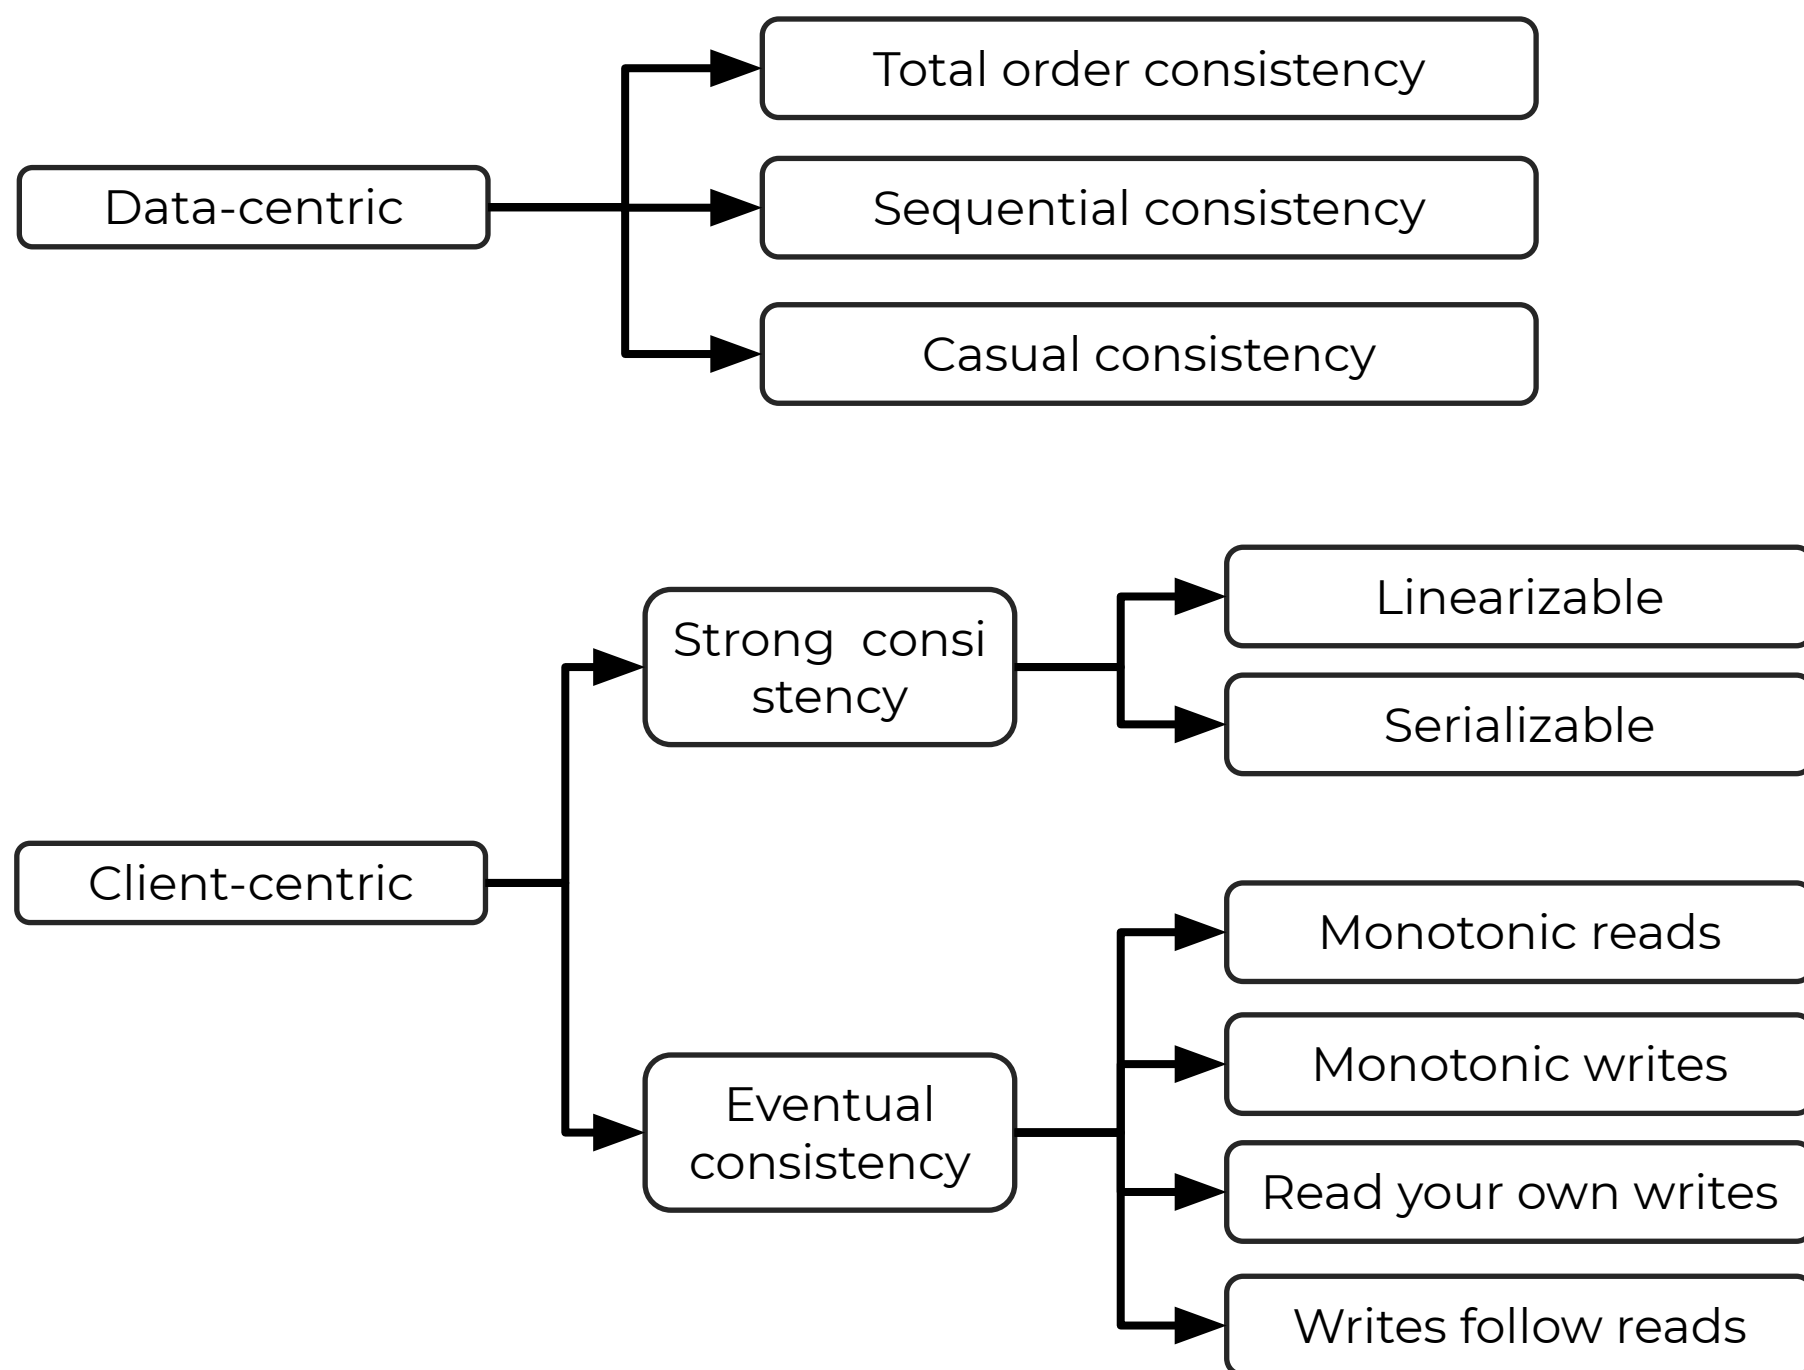 Total order consistency
Data-centric
Sequential consistency
Casual consistency
Linearizable
Strong  consi
stency
Serializable
Client-centric
Monotonic reads
Monotonic writes
Eventual
consistency
Read your own writes
Writes follow reads